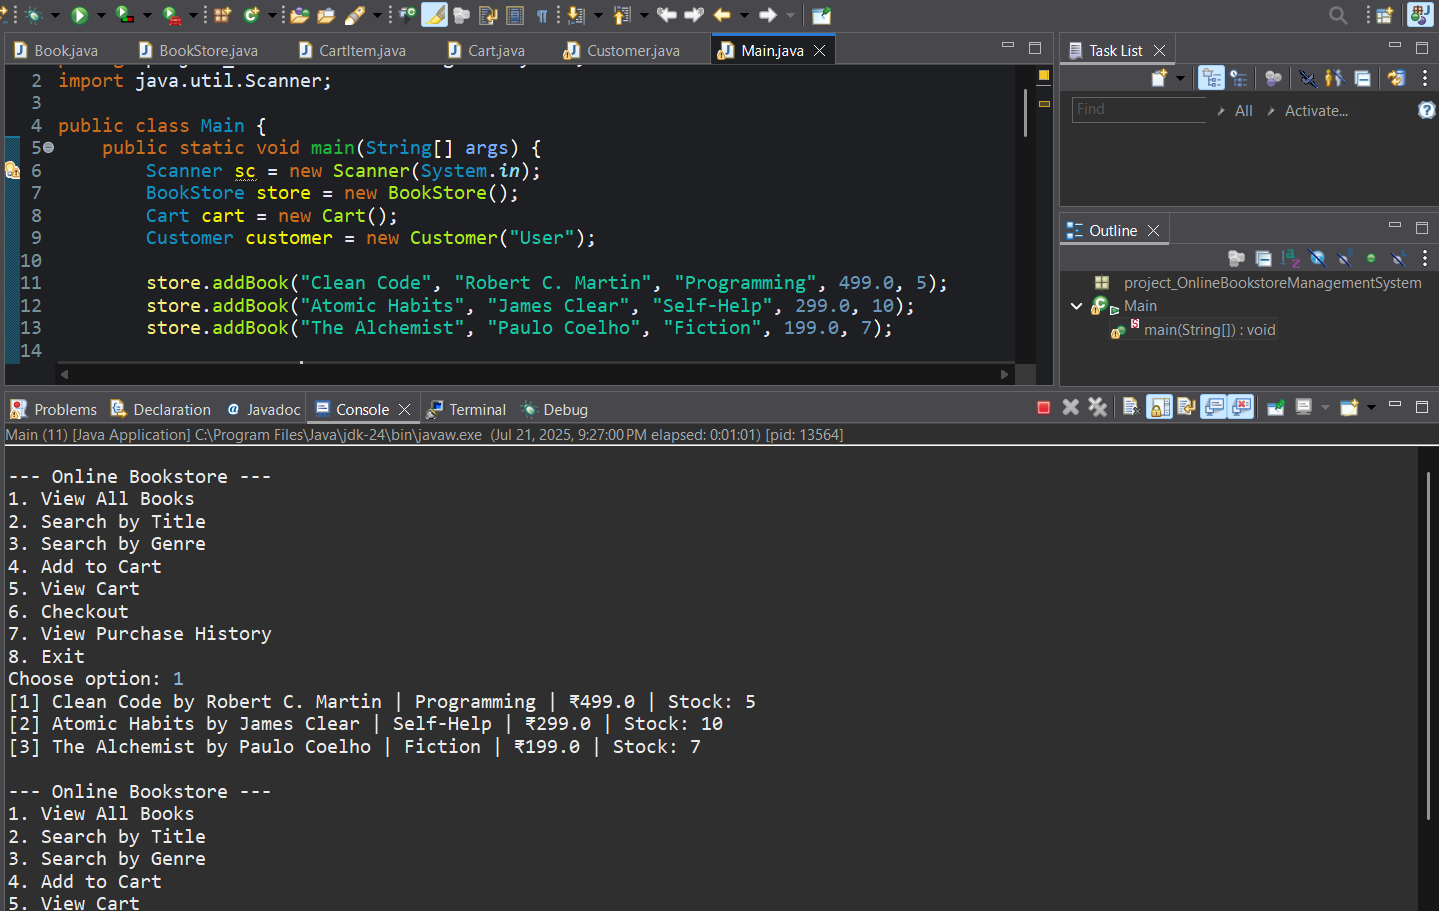 Book.java
BookStore.java
CartItem.java
Cart.java
Customer.java
Main.java
2 import java.util.Scanner;
3
4 public class Main {
5 public static void main(String[] args) {
6 Scanner sc = new Scanner(System.in);
7 BookStore store = new BookStore();
8 Cart cart = new Cart();
9 Customer customer = new Customer("User");
10
11 store.addBook("Clean Code", "Robert C. Martin", "Programming", 499.0, 5);
12 store.addBook("Atomic Habits", "James Clear", "Self-Help", 299.0, 10);
13 store.addBook("The Alchemist", "Paulo Coelho", "Fiction", 199.0, 7);
14
Task List
Find All Activate...
Outline
project_OnlineBookstoreManagementSystem
Main
main(String[]) : void
Problems Declaration Javadoc Console Terminal Debug
Main (11) [Java Application] C:\Program Files\Java\jdk-24\bin\javaw.exe (Jul 21, 2025, 9:27:00 PM elapsed: 0:01:01) [pid: 13564]
--- Online Bookstore ---
1. View All Books
2. Search by Title
3. Search by Genre
4. Add to Cart
5. View Cart
6. Checkout
7. View Purchase History
8. Exit
Choose option: 1
[1] Clean Code by Robert C. Martin | Programming | ₹499.0 | Stock: 5
[2] Atomic Habits by James Clear | Self-Help | ₹299.0 | Stock: 10
[3] The Alchemist by Paulo Coelho | Fiction | ₹199.0 | Stock: 7
--- Online Bookstore ---
1. View All Books
2. Search by Title
3. Search by Genre
4. Add to Cart
5. View Cart